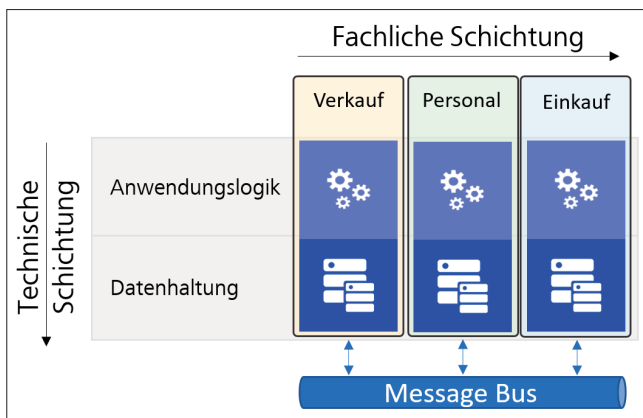 Fachliche Schichtung
Verkauf
Personal
Einkauf
Technische
Schichtung
Anwendungslogik
Datenhaltung
Message Bus